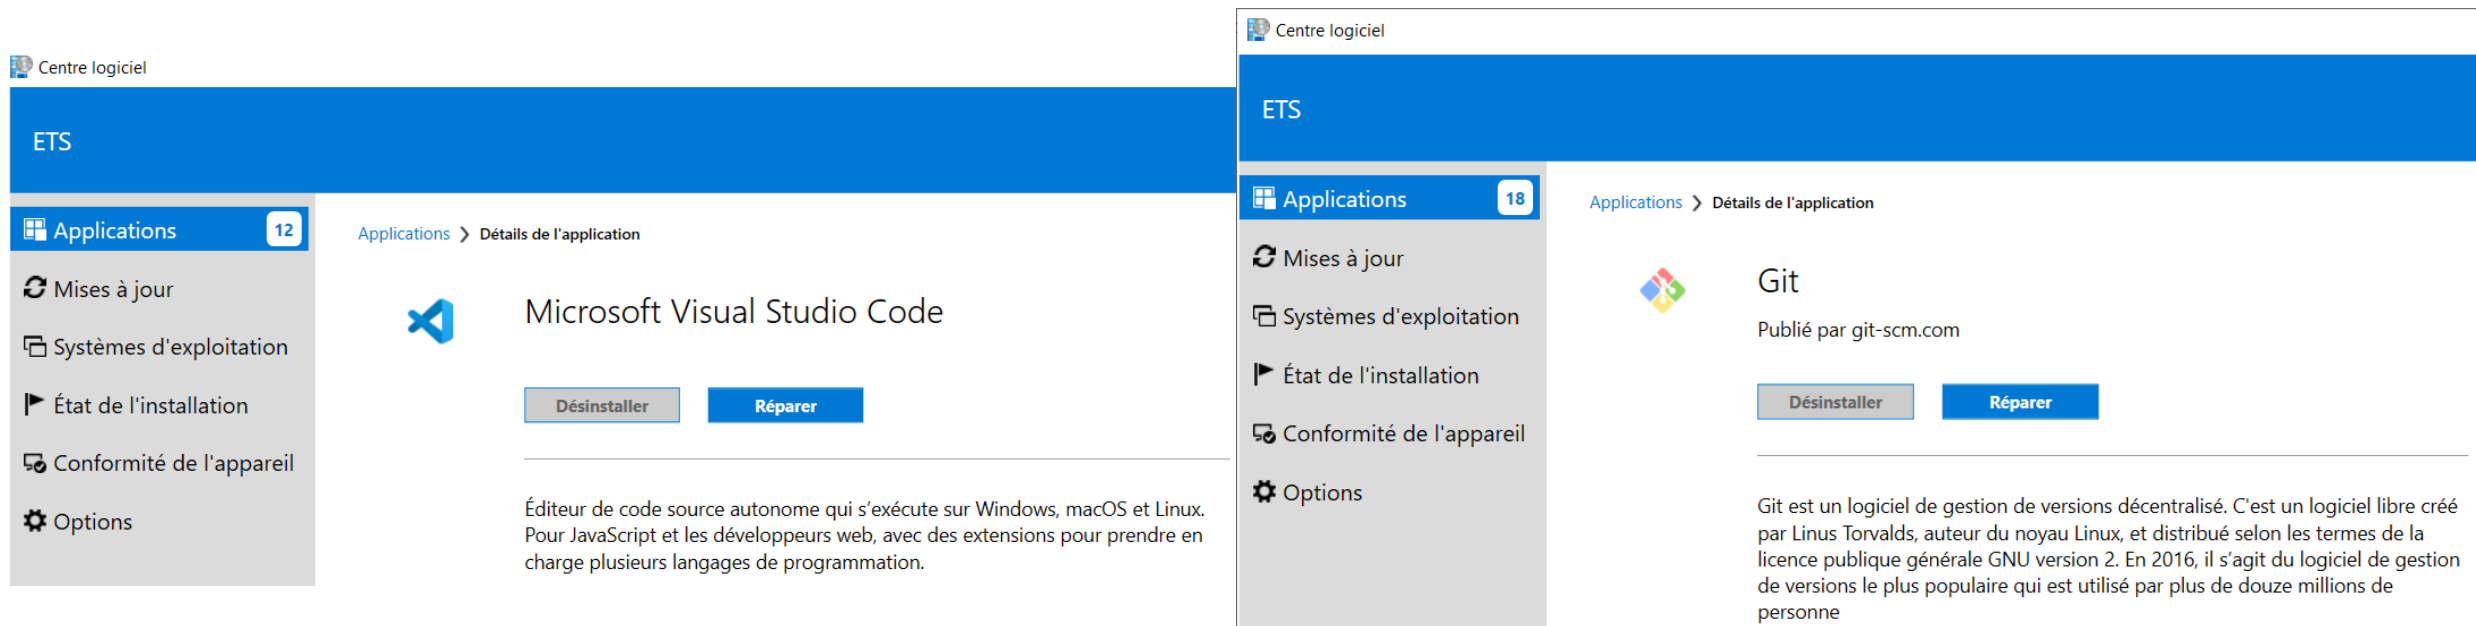 Centre logiciel
ETS
Applications 12
Mises à jour
Systèmes d'exploitation
État de l'installation
Conformité de l'appareil
Options
Applications ❯ Détails de l'application
Microsoft Visual Studio Code
Désinstaller Réparer
Éditeur de code source autonome qui s’exécute sur Windows, macOS et Linux.
Pour JavaScript et les développeurs web, avec des extensions pour prendre en
charge plusieurs langages de programmation.
Centre logiciel
ETS
Applications 18
Mises à jour
Systèmes d'exploitation
État de l'installation
Conformité de l'appareil
Options
Applications ❯ Détails de l'application
Git
Publié par git-scm.com
Désinstaller Réparer
Git est un logiciel de gestion de versions décentralisé. C'est un logiciel libre créé
par Linus Torvalds, auteur du noyau Linux, et distribué selon les termes de la
licence publique générale GNU version 2. En 2016, il s’agit du logiciel de gestion
de versions le plus populaire qui est utilisé par plus de douze millions de
personne